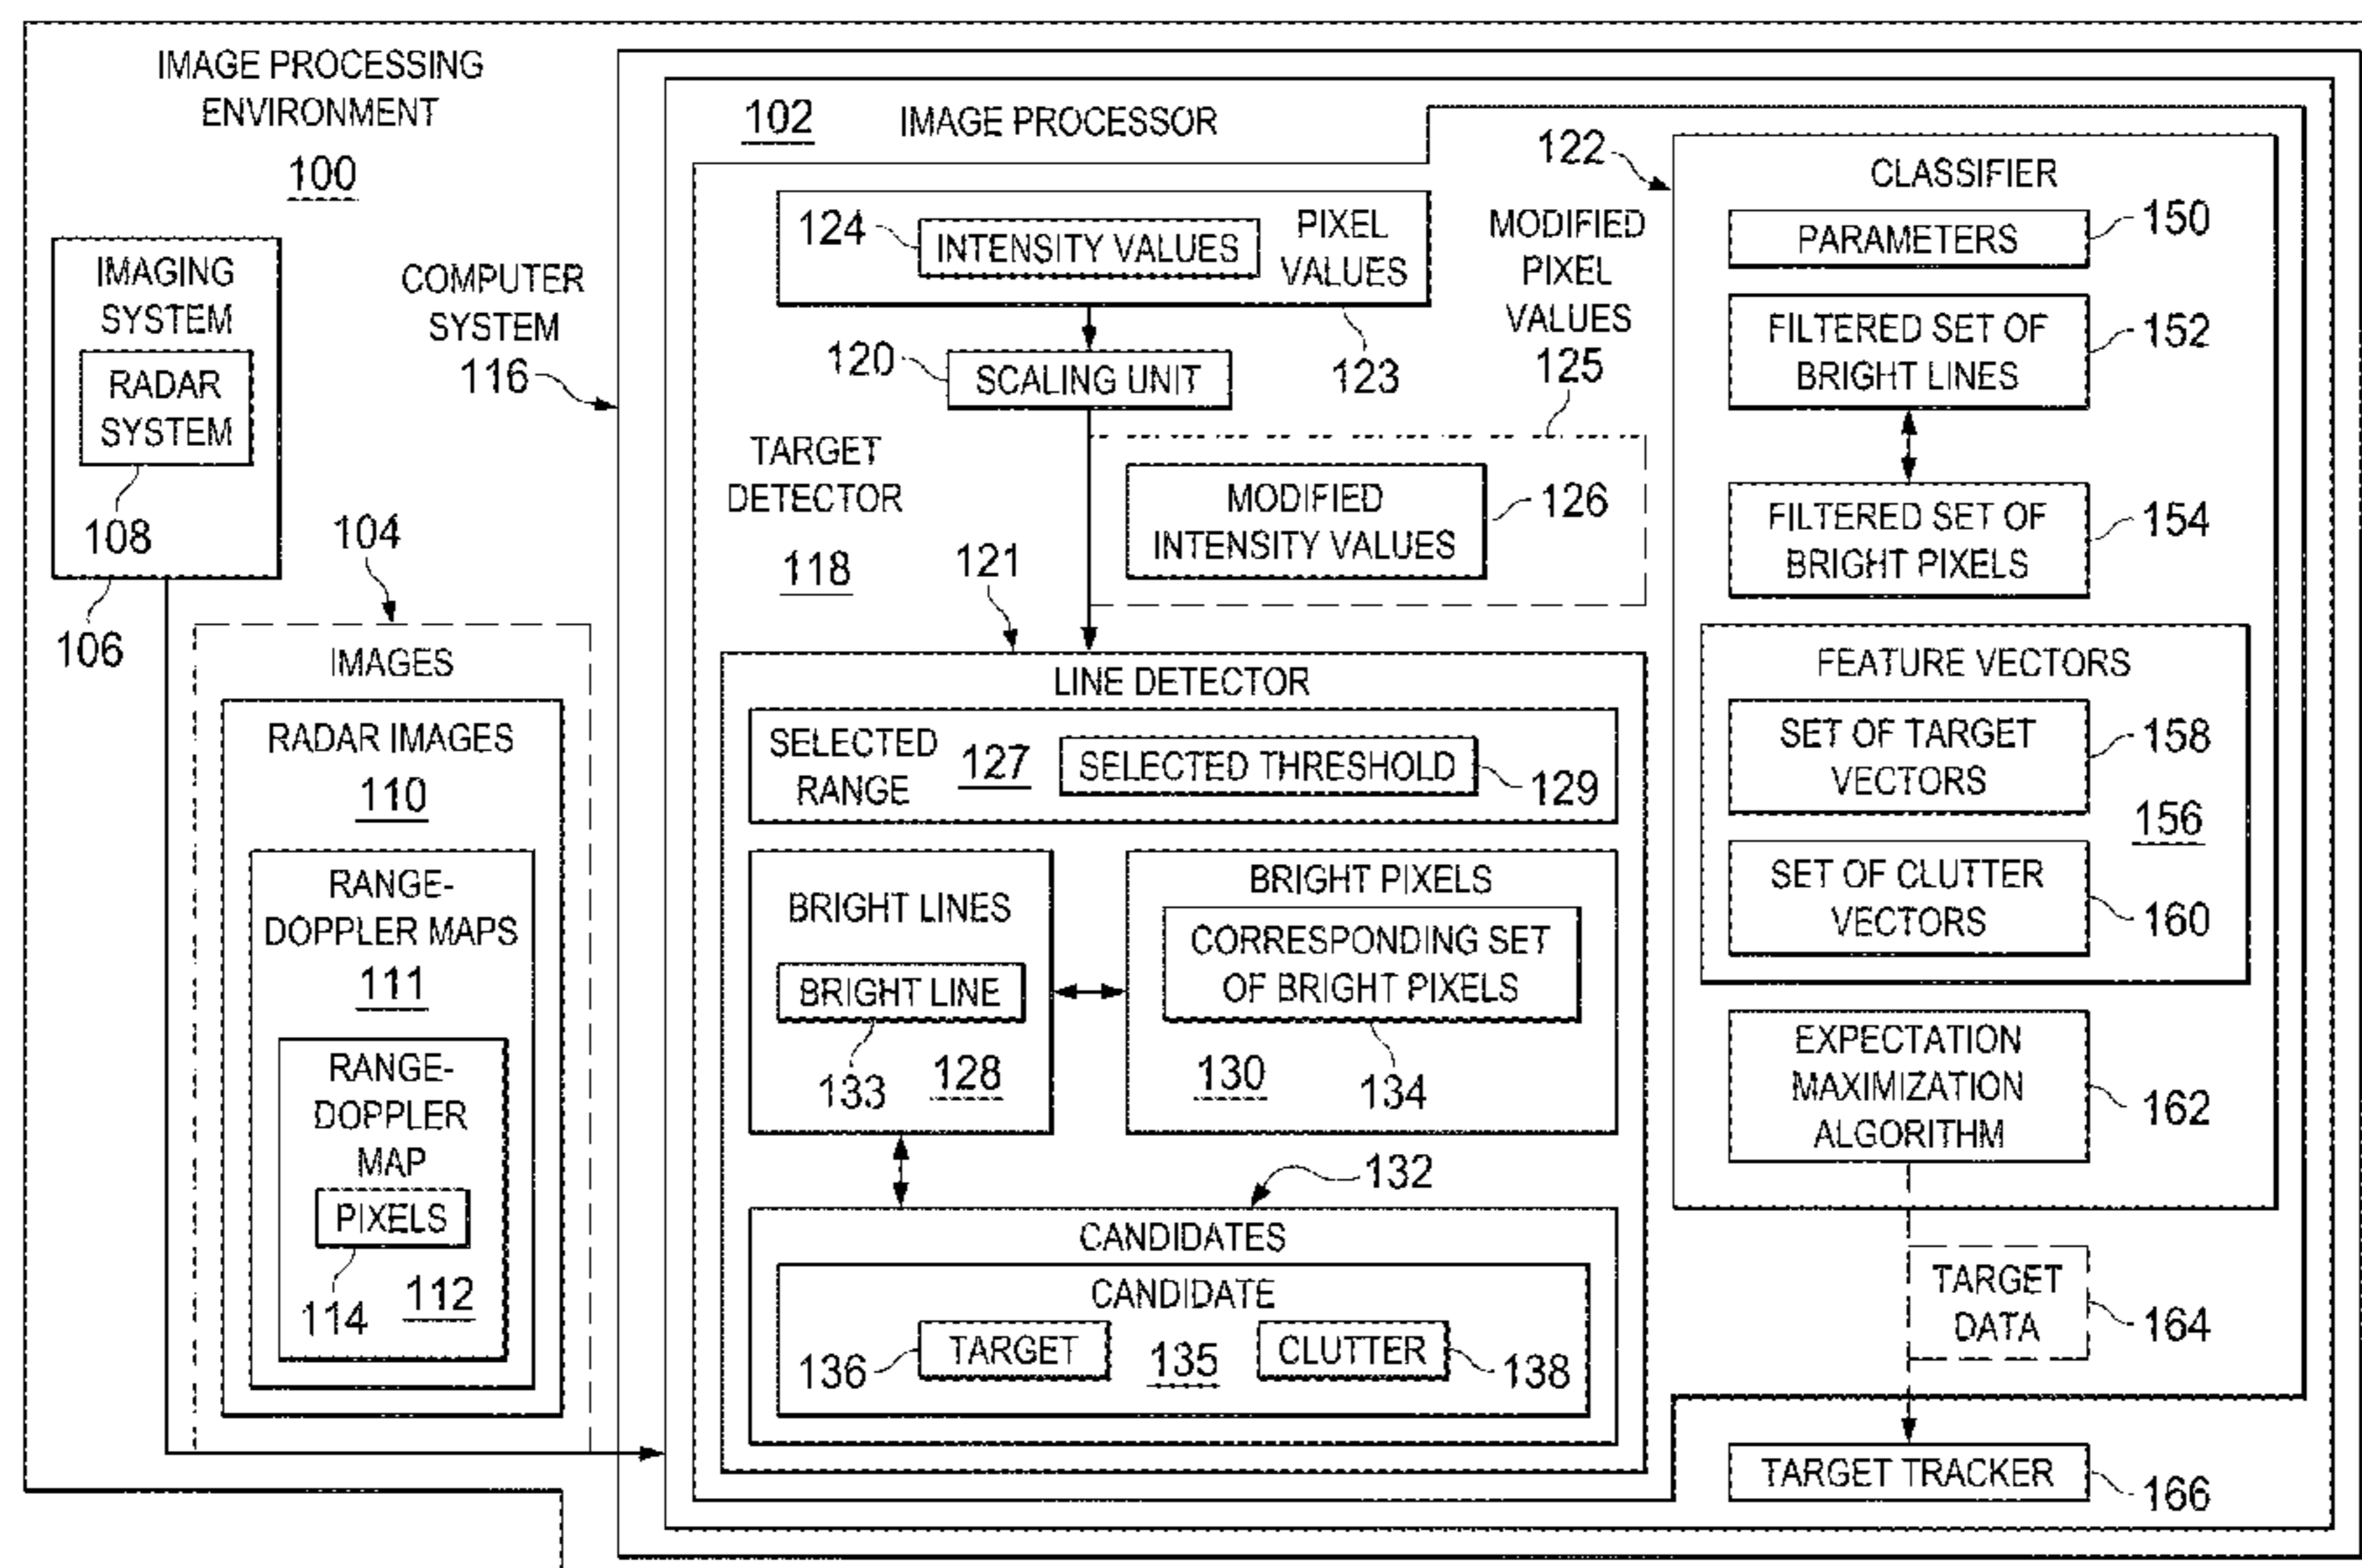 IMAGE PROCESSING
ENVIRONMENT
100
IMAGING
SYSTEM
RADAR
SYSTEM
108
106
COMPUTER
SYSTEM
116
104
IMAGES
RADAR IMAGES
110
RANGE-
DOPPLER MAPS
111
RANGE-
DOPPLER
MAP
PIXELS
114
112
102 IMAGE PROCESSOR
124
INTENSITY VALUES
PIXEL
VALUES
123
120
SCALING UNIT
MODIFIED
PIXEL
VALUES
125
TARGET
DETECTOR
118
MODIFIED
INTENSITY VALUES
126
121
LINE DETECTOR
SELECTED
RANGE
127
SELECTED THRESHOLD
129
BRIGHT LINES
BRIGHT LINE
133
128
BRIGHT PIXELS
CORRESPONDING SET
OF BRIGHT PIXELS
130
134
132
CANDIDATES
CANDIDATE
136
TARGET
135
CLUTTER
138
122
CLASSIFIER
PARAMETERS
150
FILTERED SET OF
BRIGHT LINES
152
FILTERED SET OF
BRIGHT PIXELS
154
FEATURE VECTORS
SET OF TARGET
VECTORS
158
156
SET OF CLUTTER
VECTORS
160
EXPECTATION
MAXIMIZATION
ALGORITHM
162
TARGET
DATA
164
TARGET TRACKER
166